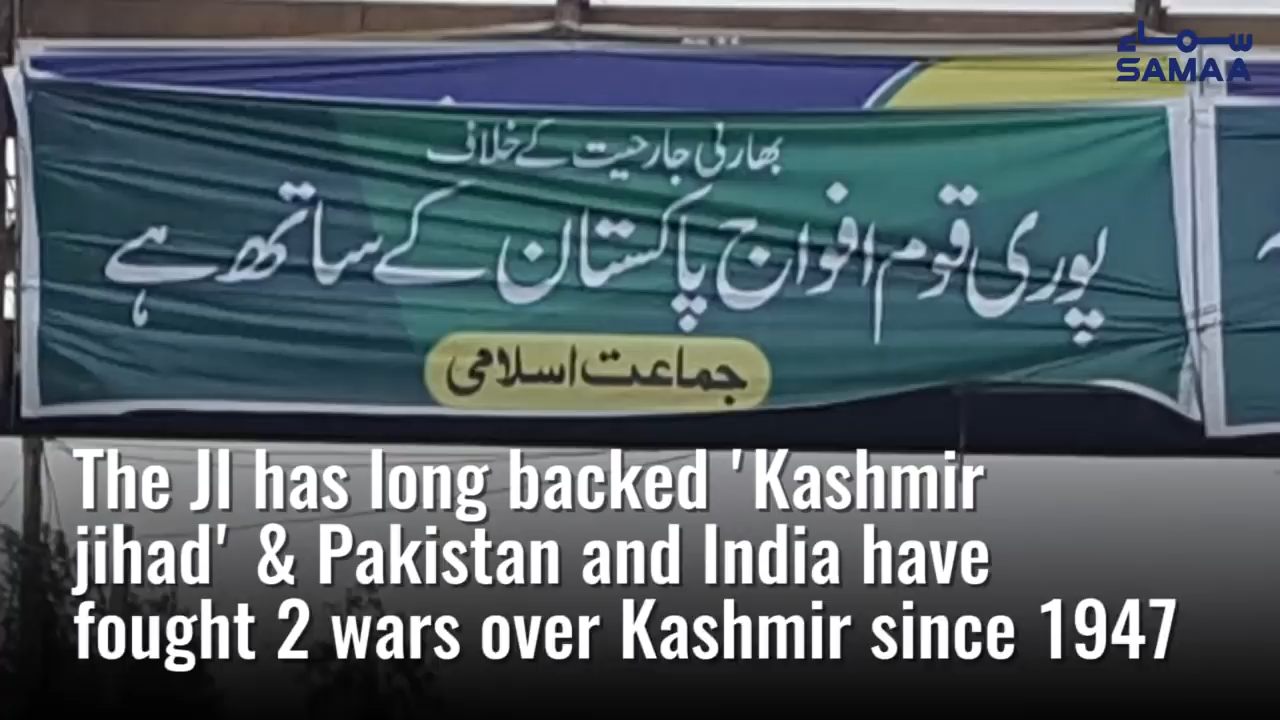 سماء
SAMAA
بھارتی جارحیت کے خلاف
پوری قوم افواج پاکستان کے ساتھ ہے
جماعت اسلامی
The JI has long backed 'Kashmir
jihad' & Pakistan and India have
fought 2 wars over Kashmir since 1947